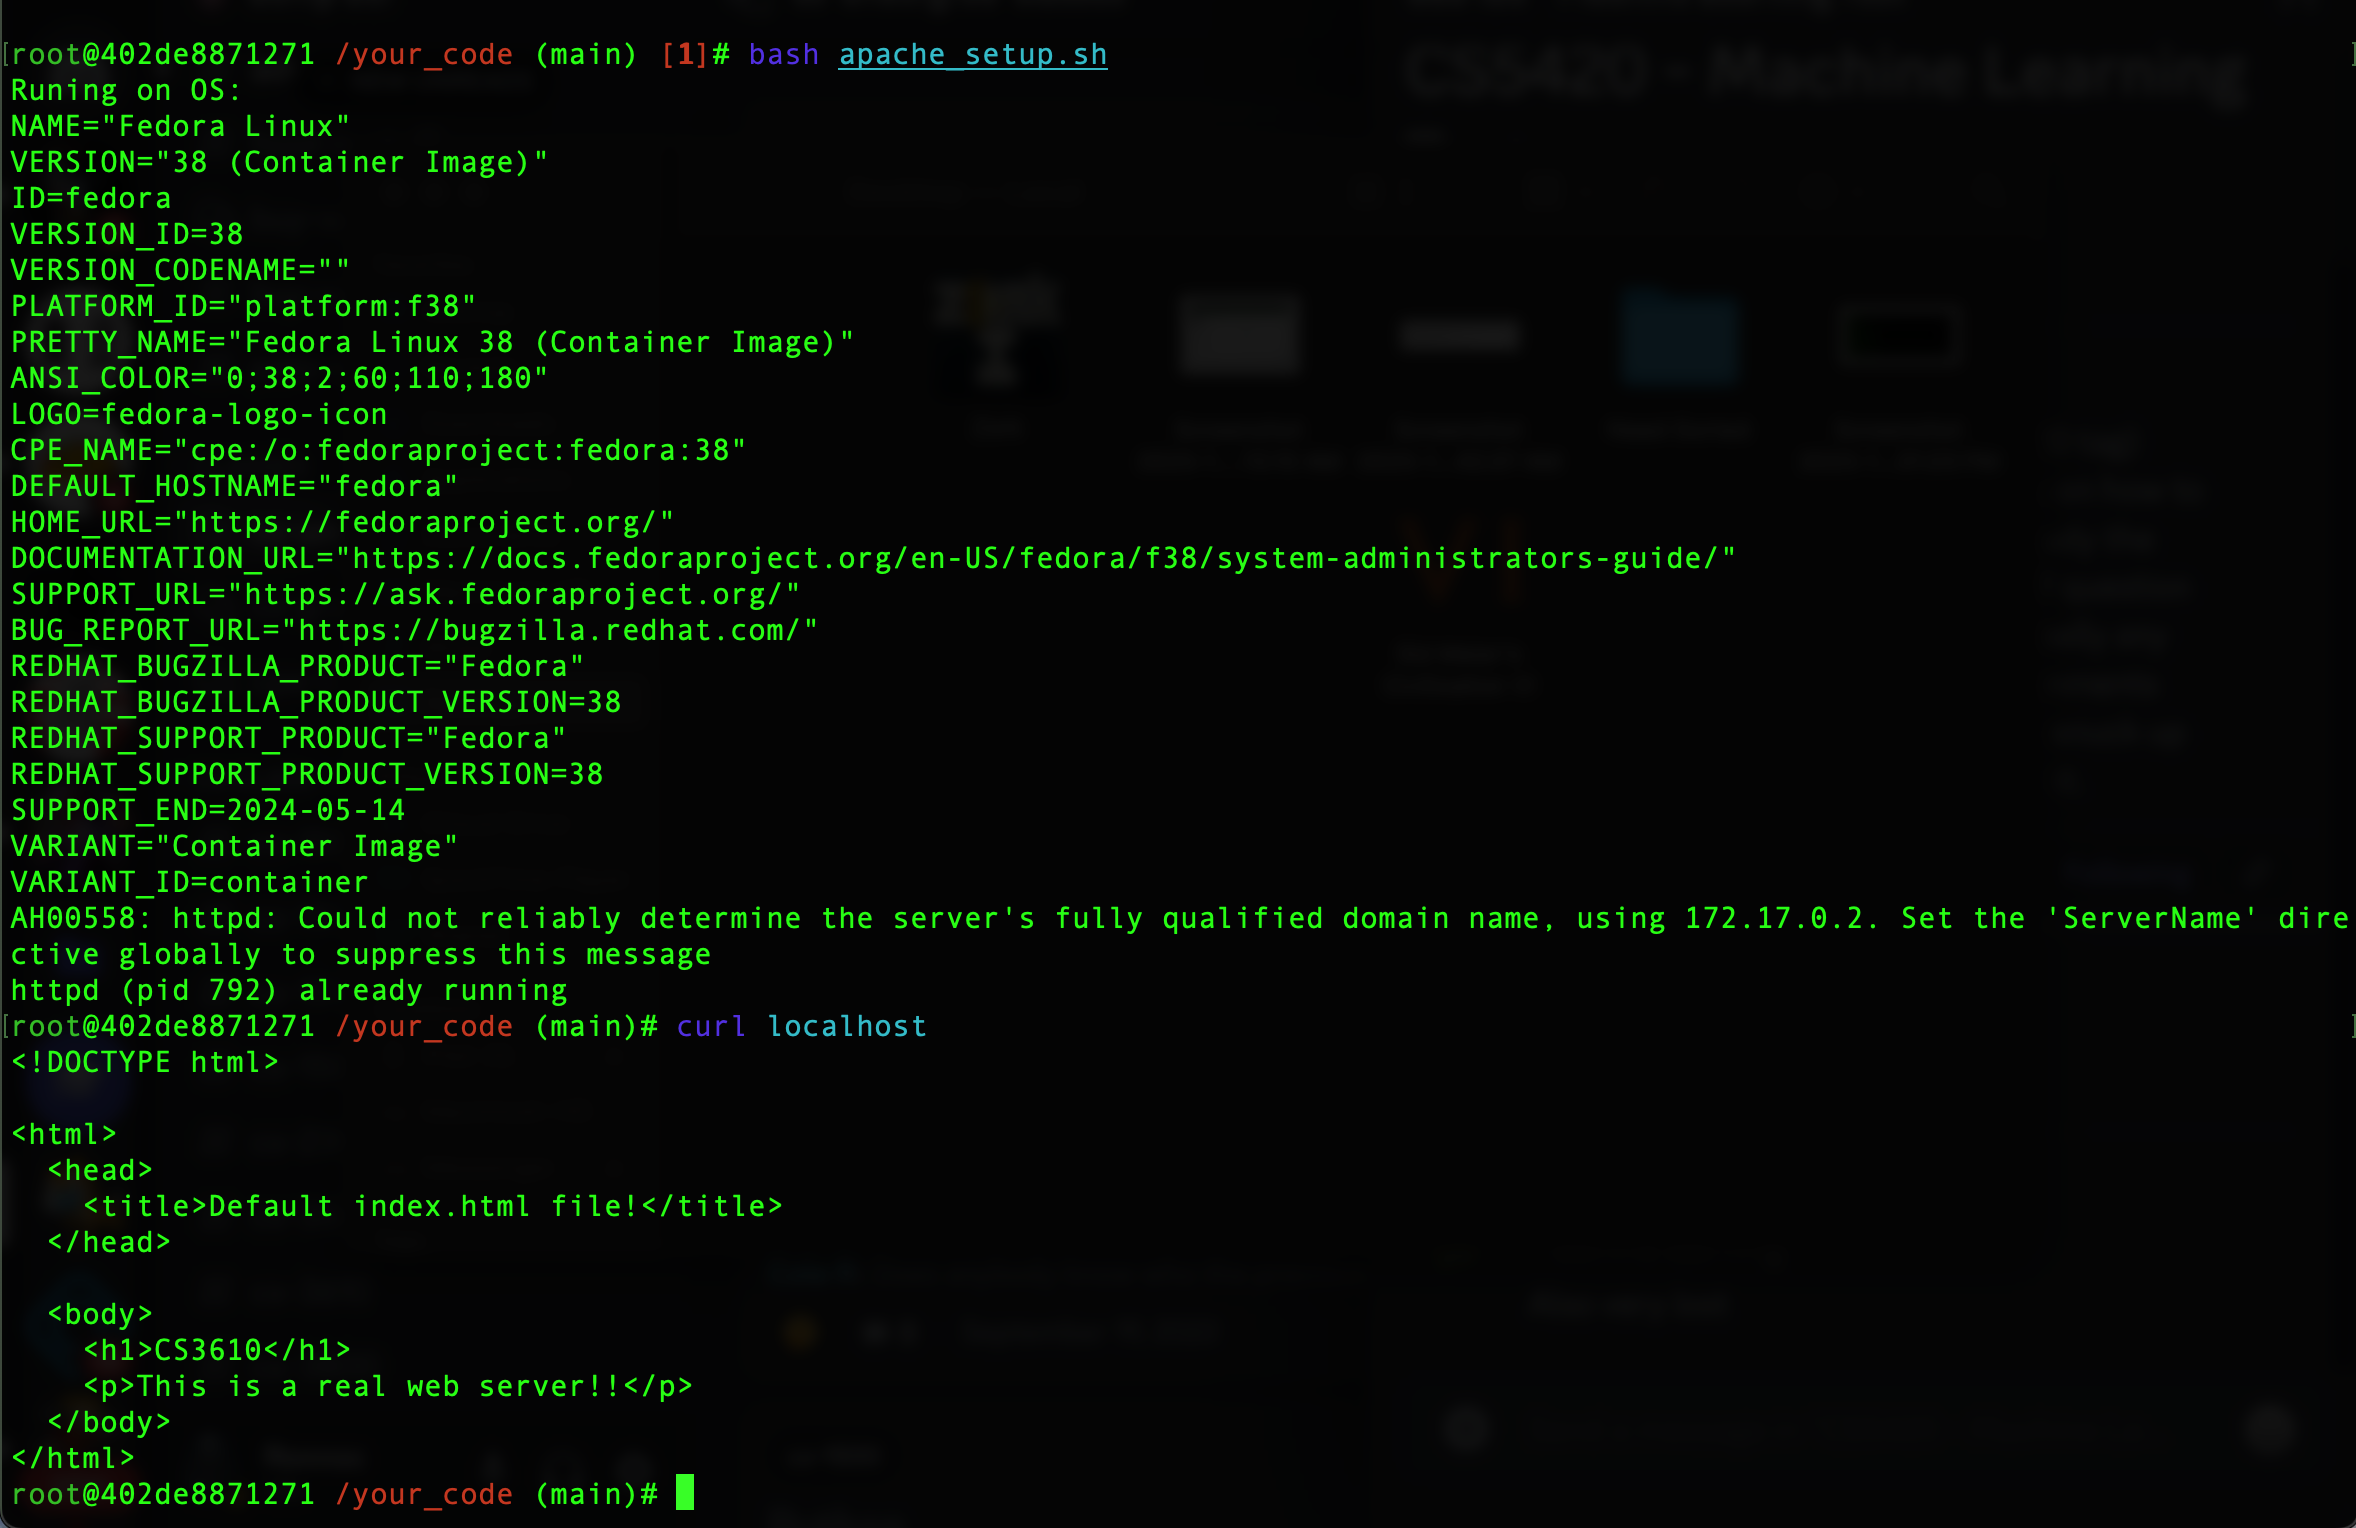 [root@402de8871271 /your_code (main) [1]# bash apache_setup.sh ]
CS5420 - Machine Learning
Runing on OS:
NAME="Fedora Linux"
VERSION="38 (Container Image)"
ID=fedora
VERSION_ID=38
VERSION_CODENAME=""
PLATFORM_ID="platform:f38"
PRETTY_NAME="Fedora Linux 38 (Container Image)"
ANSI_COLOR="0;38;2;60;110;180"
LOGO=fedora-logo-icon
CPE_NAME="cpe:/o:fedoraproject:fedora:38"
DEFAULT_HOSTNAME="fedora"
HOME_URL="https://fedoraproject.org/"
DOCUMENTATION_URL="https://docs.fedoraproject.org/en-US/fedora/f38/system-administrators-guide/"
SUPPORT_URL="https://ask.fedoraproject.org/"
BUG_REPORT_URL="https://bugzilla.redhat.com/"
REDHAT_BUGZILLA_PRODUCT="Fedora"
REDHAT_BUGZILLA_PRODUCT_VERSION=38
REDHAT_SUPPORT_PRODUCT="Fedora"
REDHAT_SUPPORT_PRODUCT_VERSION=38
SUPPORT_END=2024-05-14
VARIANT="Container Image"
VARIANT_ID=container
AH00558: httpd: Could not reliably determine the server's fully qualified domain name, using 172.17.0.2. Set the 'ServerName' dire
ctive globally to suppress this message
httpd (pid 792) already running
[root@402de8871271 /your_code (main)# curl localhost ]
<!DOCTYPE html>
<html>
  <head>
    <title>Default index.html file!</title>
  </head>
  <body>
    <h1>CS3610</h1>
    <p>This is a real web server!!</p>
  </body>
</html>
root@402de8871271 /your_code (main)#